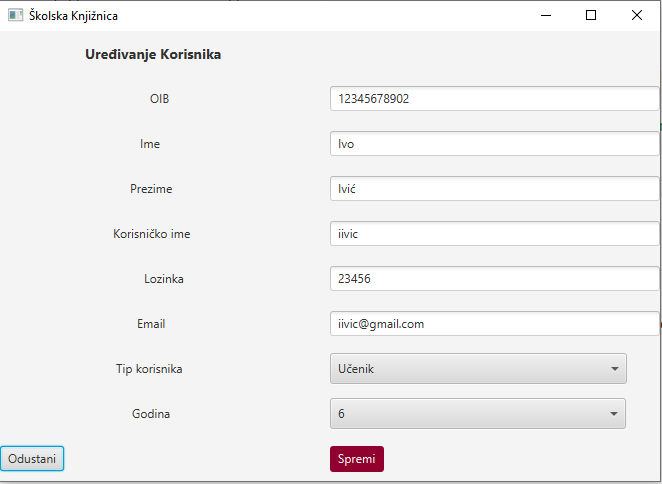 Školska Knjižnica
Uređivanje Korisnika
OIB 12345678902
Ime Ivo
Prezime Ivić
Korisničko ime iivic
Lozinka 23456
Email iivic@gmail.com
Tip korisnika Učenik
Godina 6
Odustani Spremi